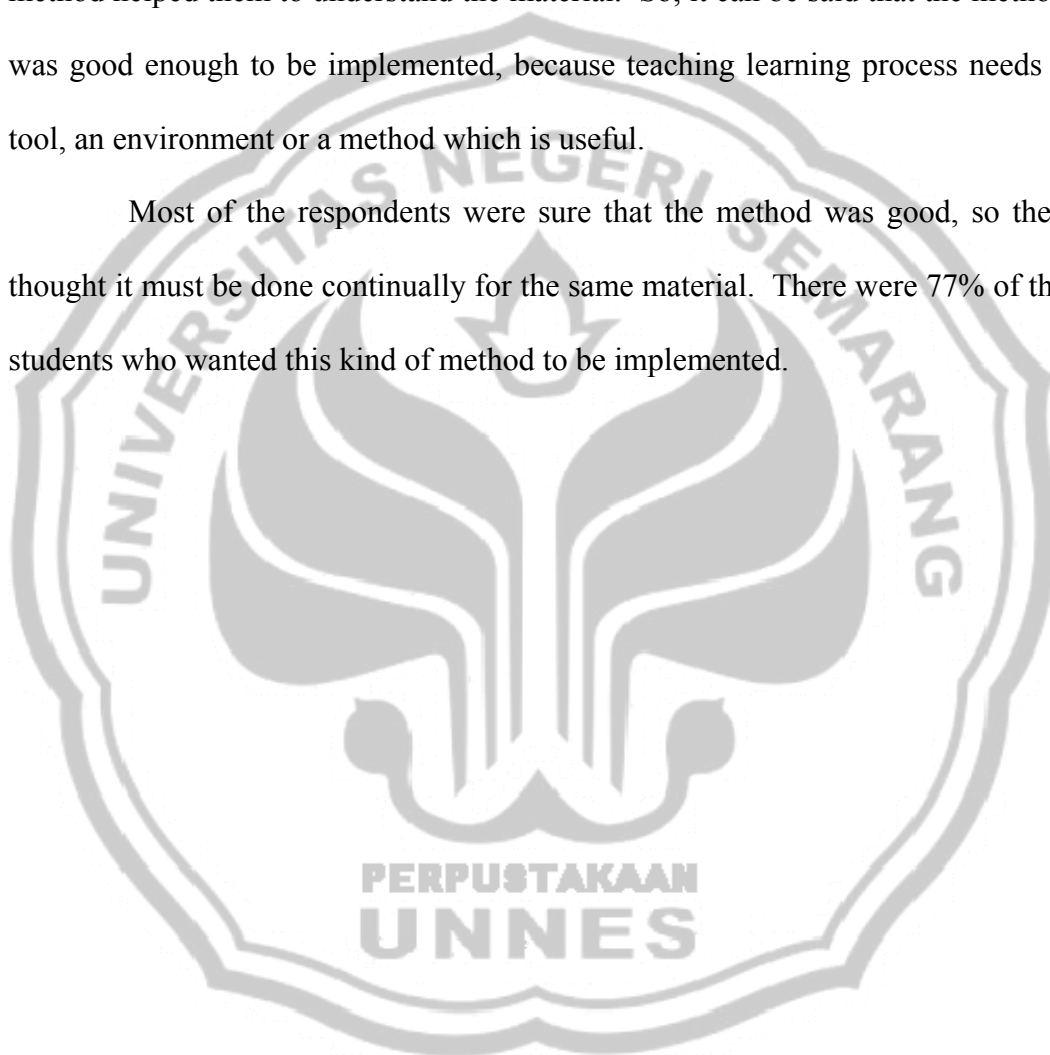 method helped them to understand the material. So, it can be said that the metho
was good enough to be implemented, because teaching learning process needs
tool, an environment or a method which is useful.
Most of the respondents were sure that the method was good, so the
thought it must be done continually for the same material. There were 77% of th
students who wanted this kind of method to be implemented.
UNIVERSITAS NEGERI SEMARANG
PERPUSTAKAAN
UNNES